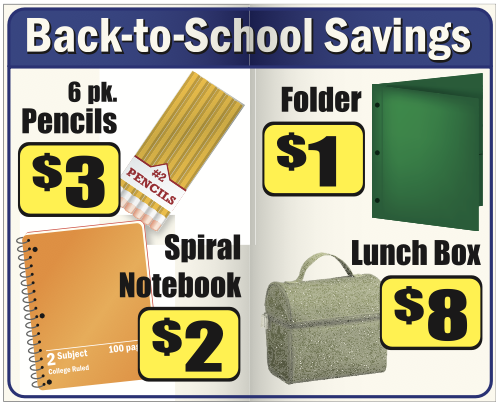 Back-to-School Savings
6 pk.
Pencils
$3
#2
PENCILS
Folder
$1
Spiral
Notebook
$2
2 Subject
100
College Ruled
Lunch Box
$8